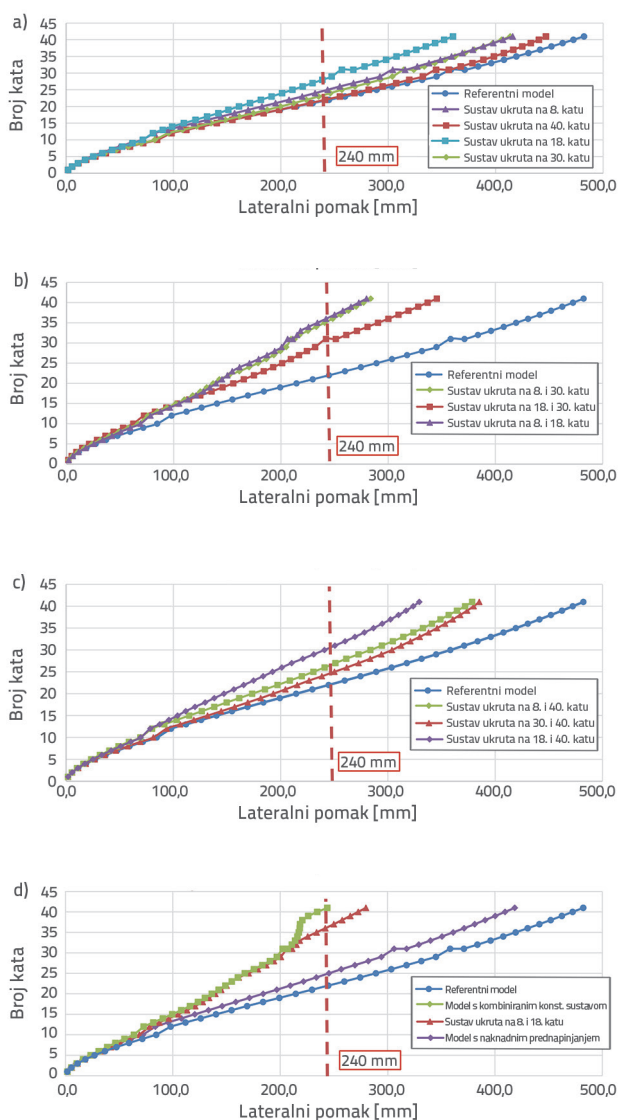 a)
45
40
35
30
25
20
15
10
5
0
Broj kata
0,0 100,0 200,0 300,0 400,0 500,0
Lateralni pomak [mm]
240 mm
Referentni model
Sustav ukruta na 8. katu
Sustav ukruta na 40. katu
Sustav ukruta na 18. katu
Sustav ukruta na 30. katu
b)
45
40
35
30
25
20
15
10
5
0
Broj kata
0,0 100,0 200,0 300,0 400,0 500,0
Lateralni pomak [mm]
240 mm
Referentni model
Sustav ukruta na 8. i 30. katu
Sustav ukruta na 18. i 30. katu
Sustav ukruta na 8. i 18. katu
c)
45
40
35
30
25
20
15
10
5
0
Broj kata
0,0 100,0 200,0 300,0 400,0 500,0
Lateralni pomak [mm]
240 mm
Referentni model
Sustav ukruta na 8. i 40. katu
Sustav ukruta na 30. i 40. katu
Sustav ukruta na 18. i 40. katu
d)
45
40
35
30
25
20
15
10
5
0
Broj kata
0,0 100,0 200,0 300,0 400,0 500,0
Lateralni pomak [mm]
240 mm
Referentni model
Model s kombiniranim konst. sustavom
Sustav ukruta na 8. i 18. katu
Model s naknadnim prednapinjanjem